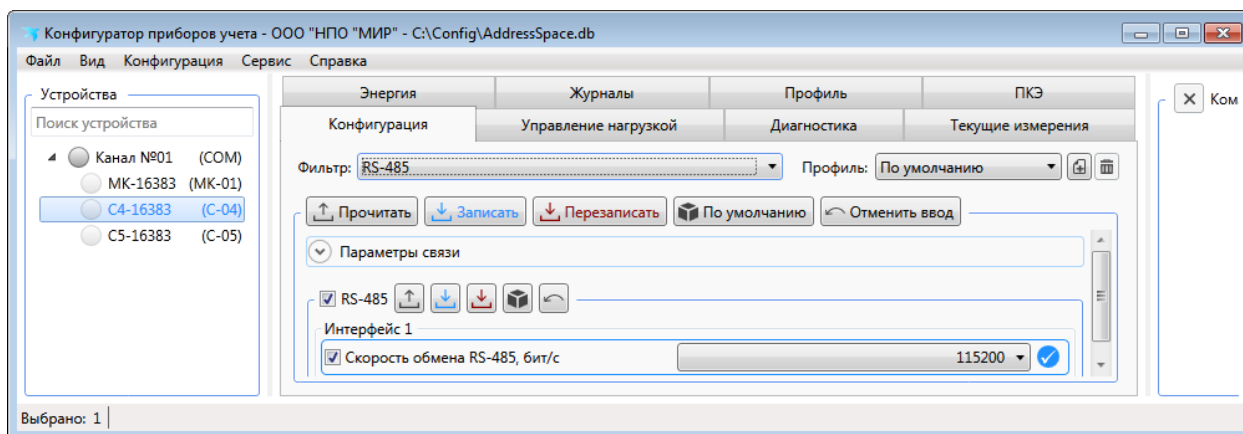 Конфигуратор приборов учета - ООО "НПО "МИР" - C:\Config\AddressSpace.db
Файл Вид Конфигурация Сервис Справка
Устройства
Поиск устройства
Канал №01 (COM)
МК-16383 (МК-01)
С4-16383 (С-04)
С5-16383 (С-05)
Энергия Журналы Профиль ПКЭ
Конфигурация Управление нагрузкой Диагностика Текущие измерения
Фильтр: RS-485 Профиль: По умолчанию
Прочитать Записать Перезаписать По умолчанию Отменить ввод
Параметры связи
RS-485
Интерфейс 1
Скорость обмена RS-485, бит/с 115200
Ком
Выбрано: 1